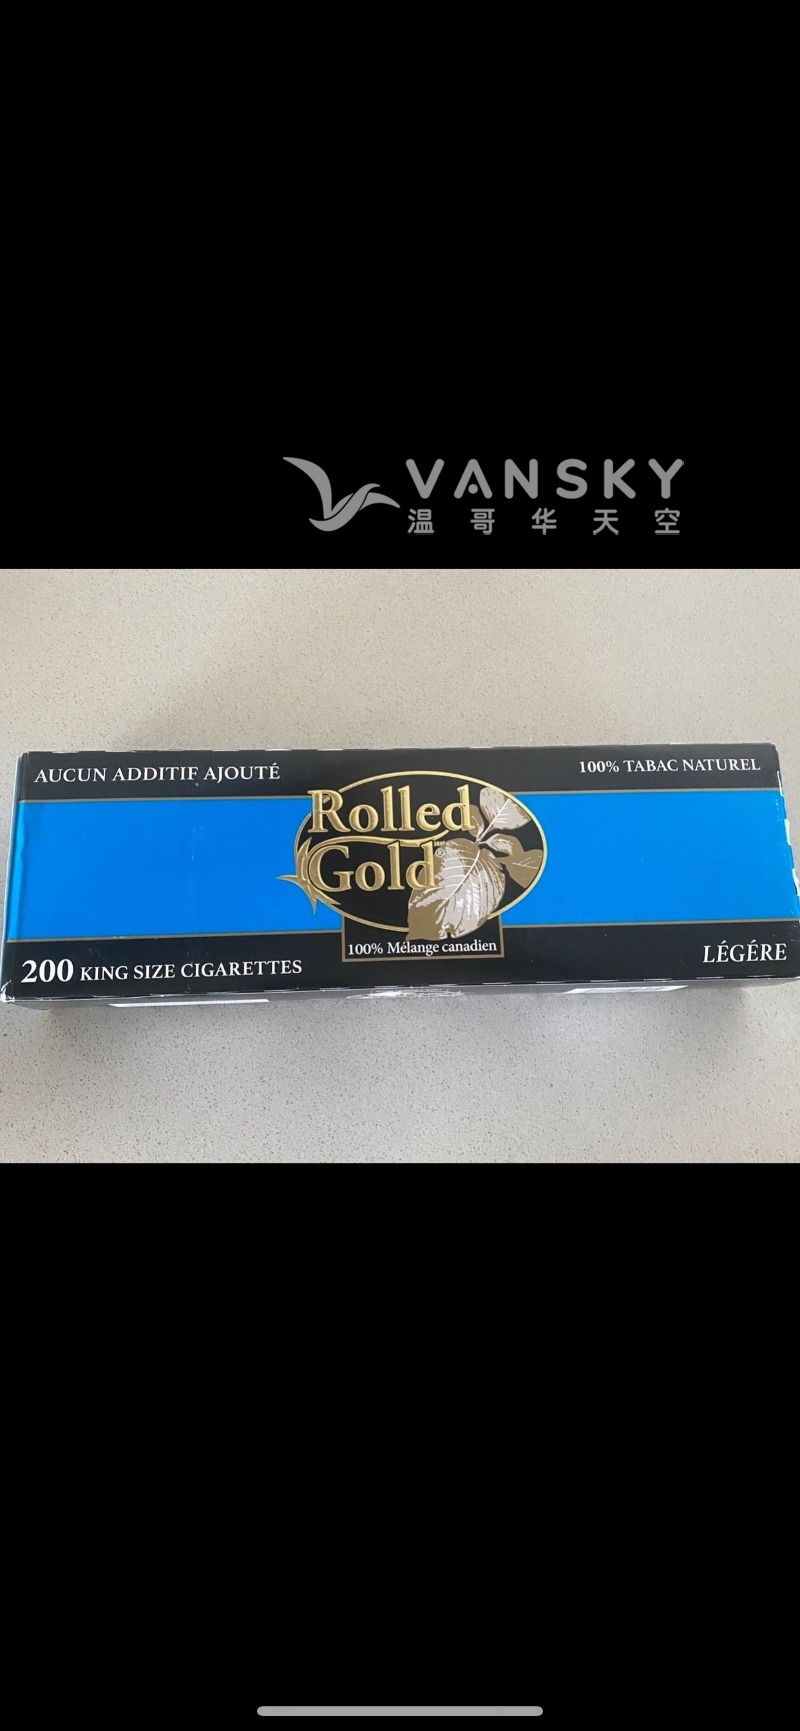 VANSKY
温哥华天空
AUCUN ADDITIF AJOUTÉ
100% TABAC NATUREL
Rolled
Gold®
100% Mélange canadien
200 KING SIZE CIGARETTES
LÉGÉRE